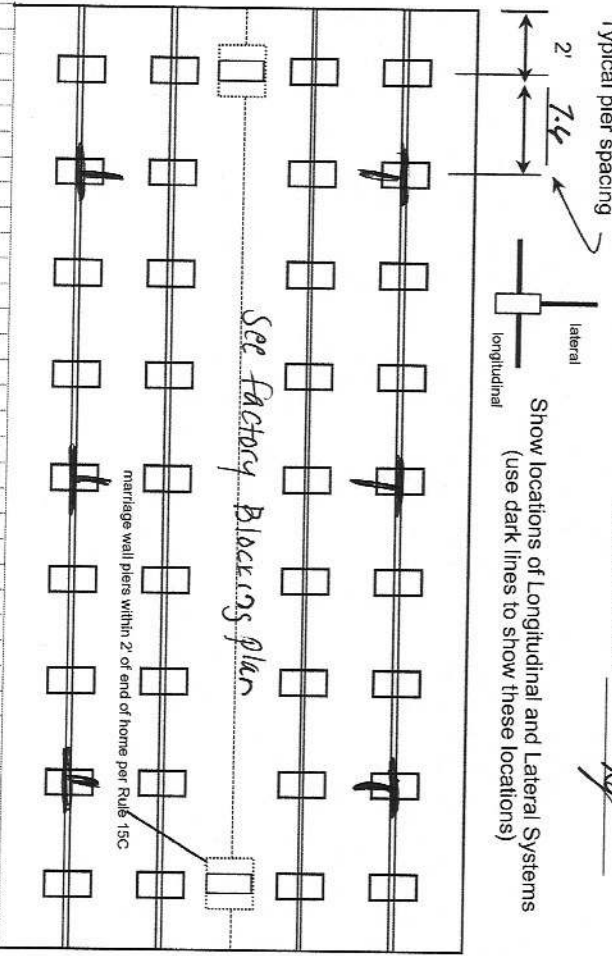 Typical pier spacing
2'
7.4
lateral
longitudinal
Show locations of Longitudinal and Lateral Systems
(use dark lines to show these locations)
See factory Blocking plan
marriage wall piers within 2' of end of home per Rule 15C